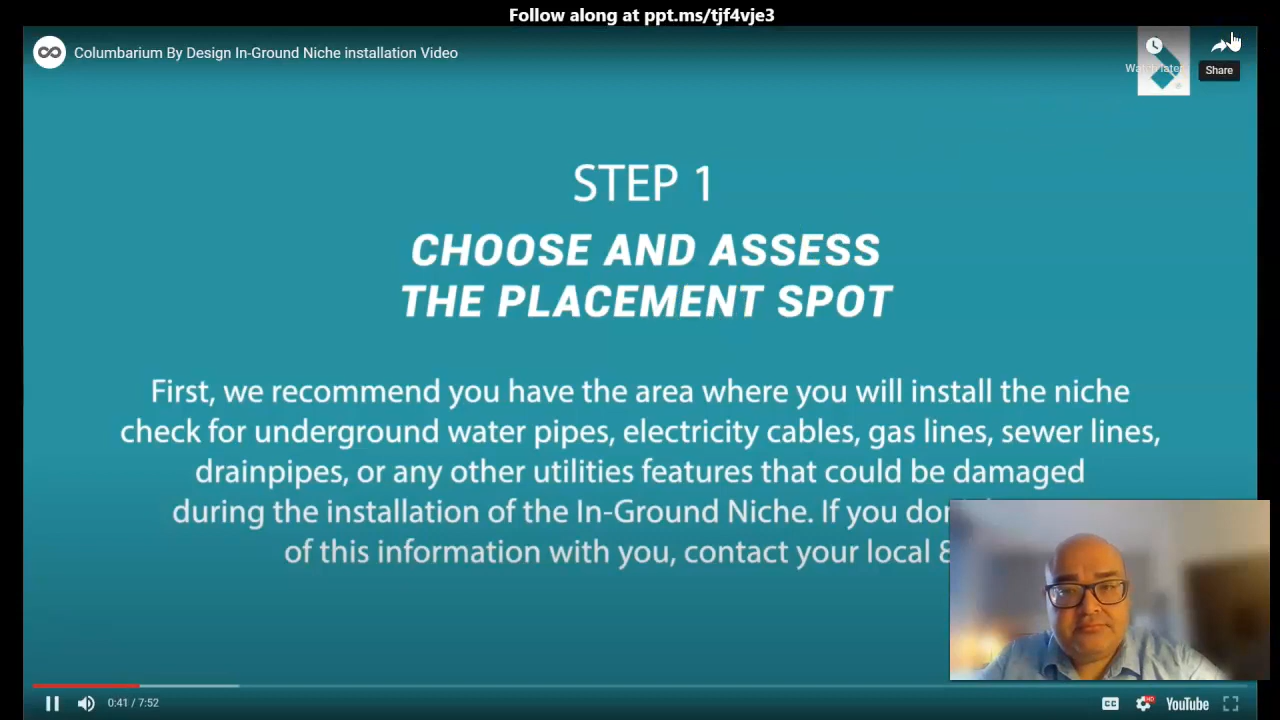 Follow along at ppt.ms/tjf4vje3
Columbarium By Design In-Ground Niche installation Video
Watch later
Share
STEP 1
CHOOSE AND ASSESS
THE PLACEMENT SPOT
First, we recommend you have the area where you will install the niche
check for underground water pipes, electricity cables, gas lines, sewer lines,
drainpipes, or any other utilities features that could be damaged
during the installation of the In-Ground Niche. If you
of this information with you, contact your local
0:41 / 7:52
CC
HD
YouTube